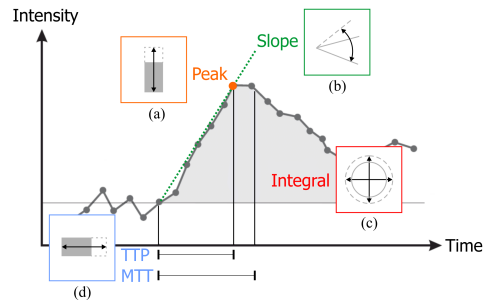 Intensity
Slope
Peak
(a)
(b)
Integral
(c)
Time
TTP
MTT
(d)